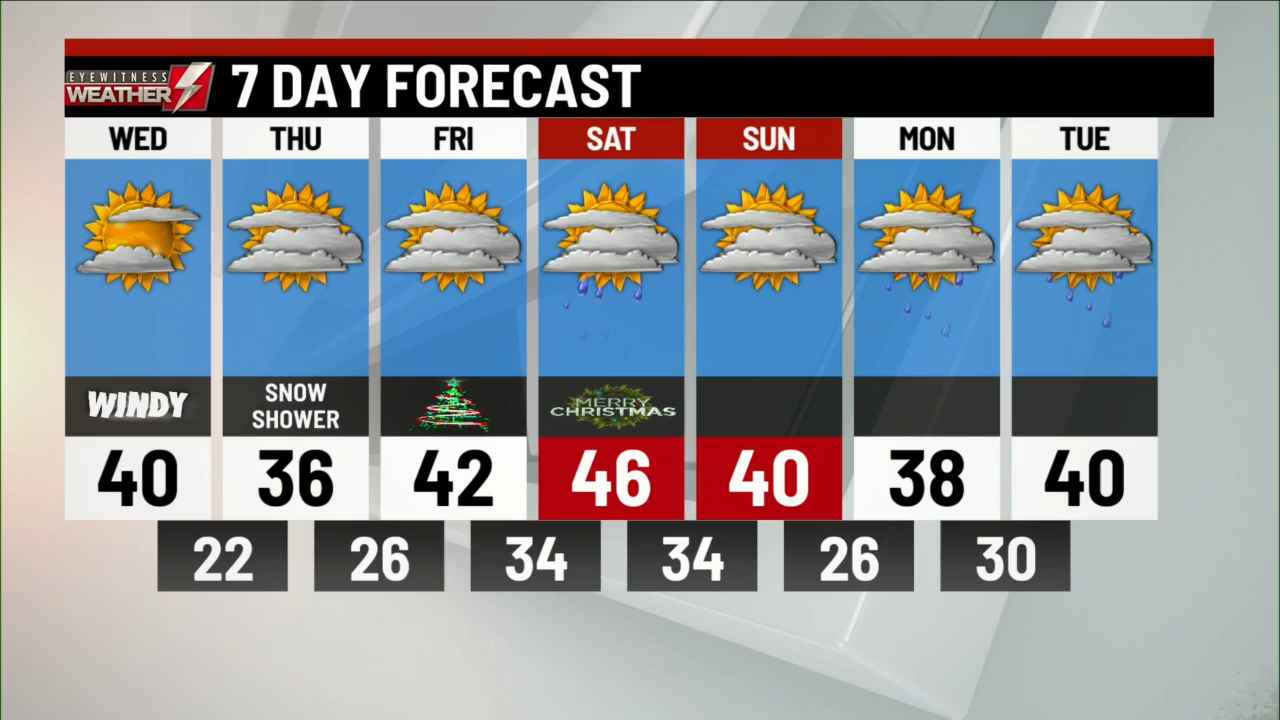 EYEWITNESS
WEATHER
7 DAY FORECAST
WED THU FRI SAT SUN MON TUE
WINDY
SNOW
SHOWER
MERRY
CHRISTMAS
40 36 42 46 40 38 40
22 26 34 34 26 30